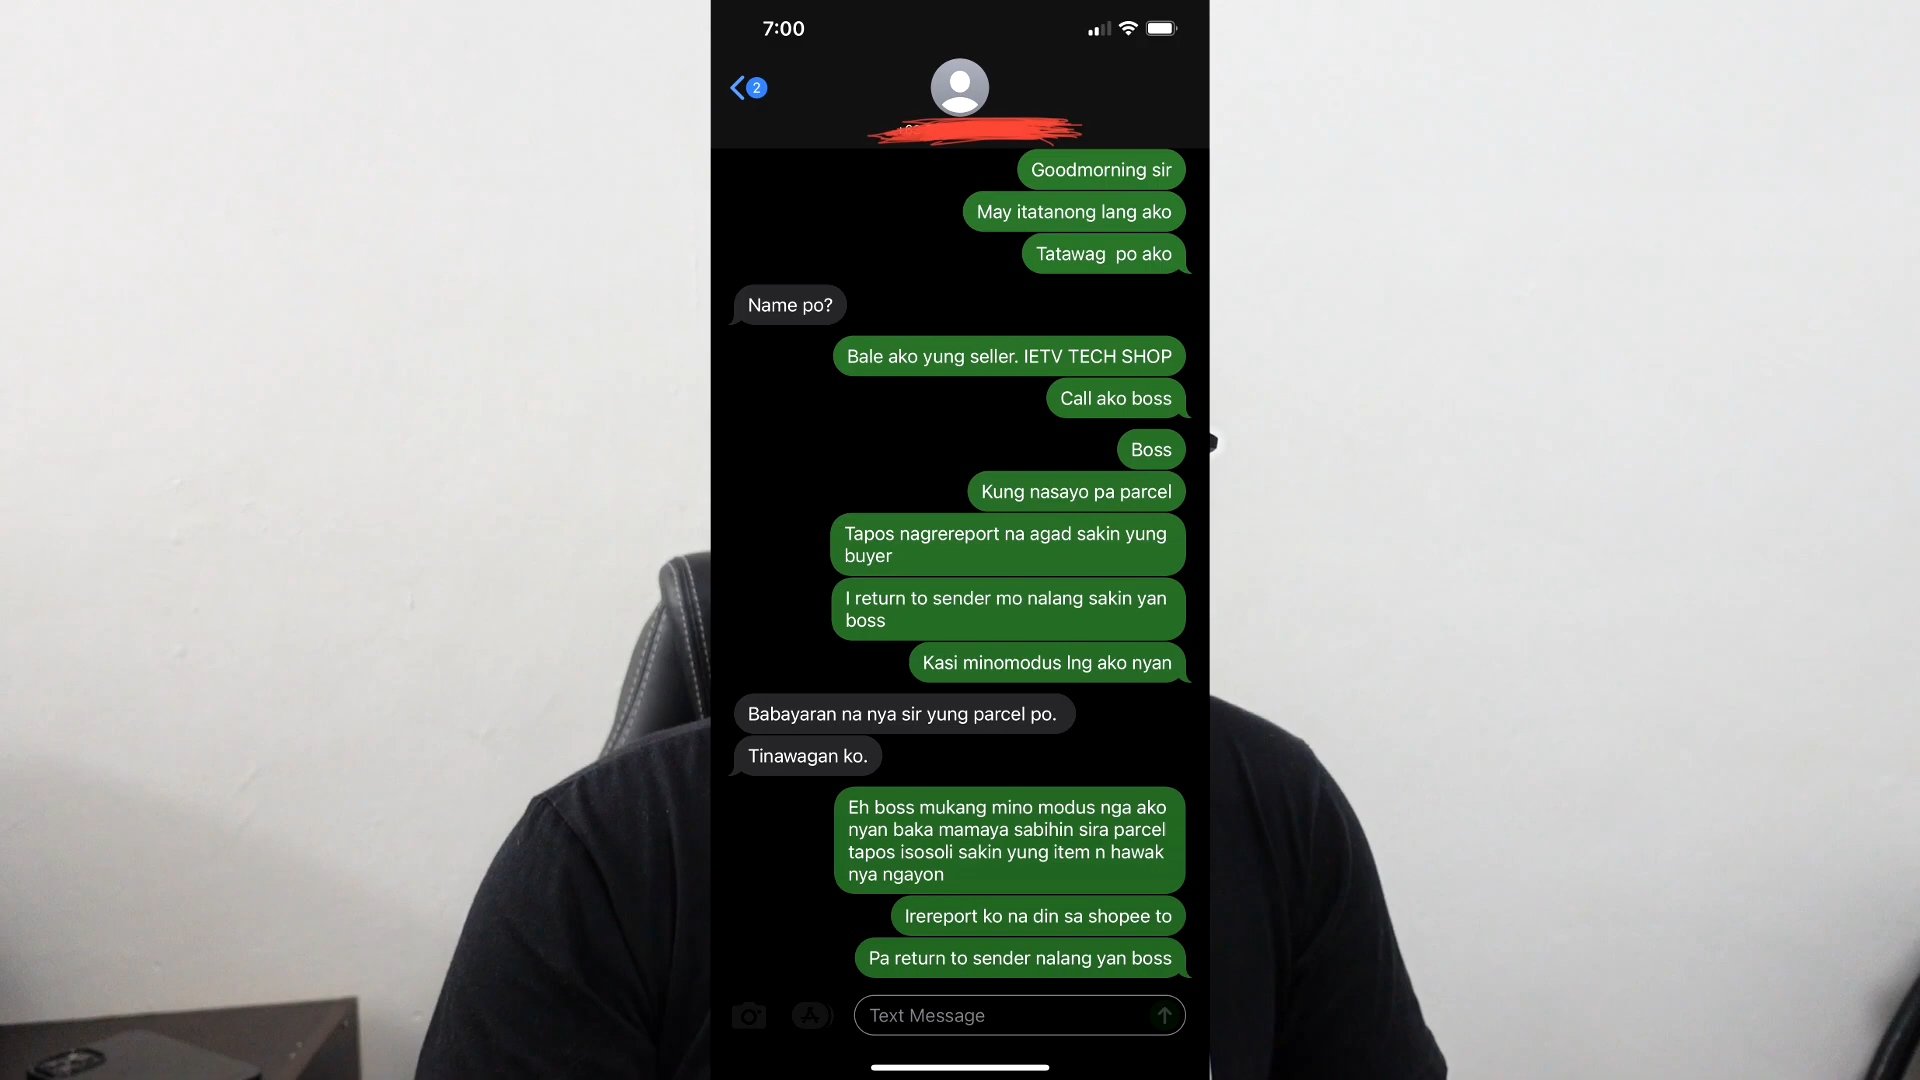 7:00
2
Goodmorning sir
May itatanong lang ako
Tatawag  po ako
Name po?
Bale ako yung seller. IETV TECH SHOP
Call ako boss
Boss
Kung nasayo pa parcel
Tapos nagrereport na agad sakin yung
buyer
I return to sender mo nalang sakin yan
boss
Kasi minomodus lng ako nyan
Babayaran na nya sir yung parcel po.
Tinawagan ko.
Eh boss mukang mino modus nga ako
nyan baka mamaya sabihin sira parcel
tapos isosoli sakin yung item n hawak
nya ngayon
Irereport ko na din sa shopee to
Pa return to sender nalang yan boss
Text Message